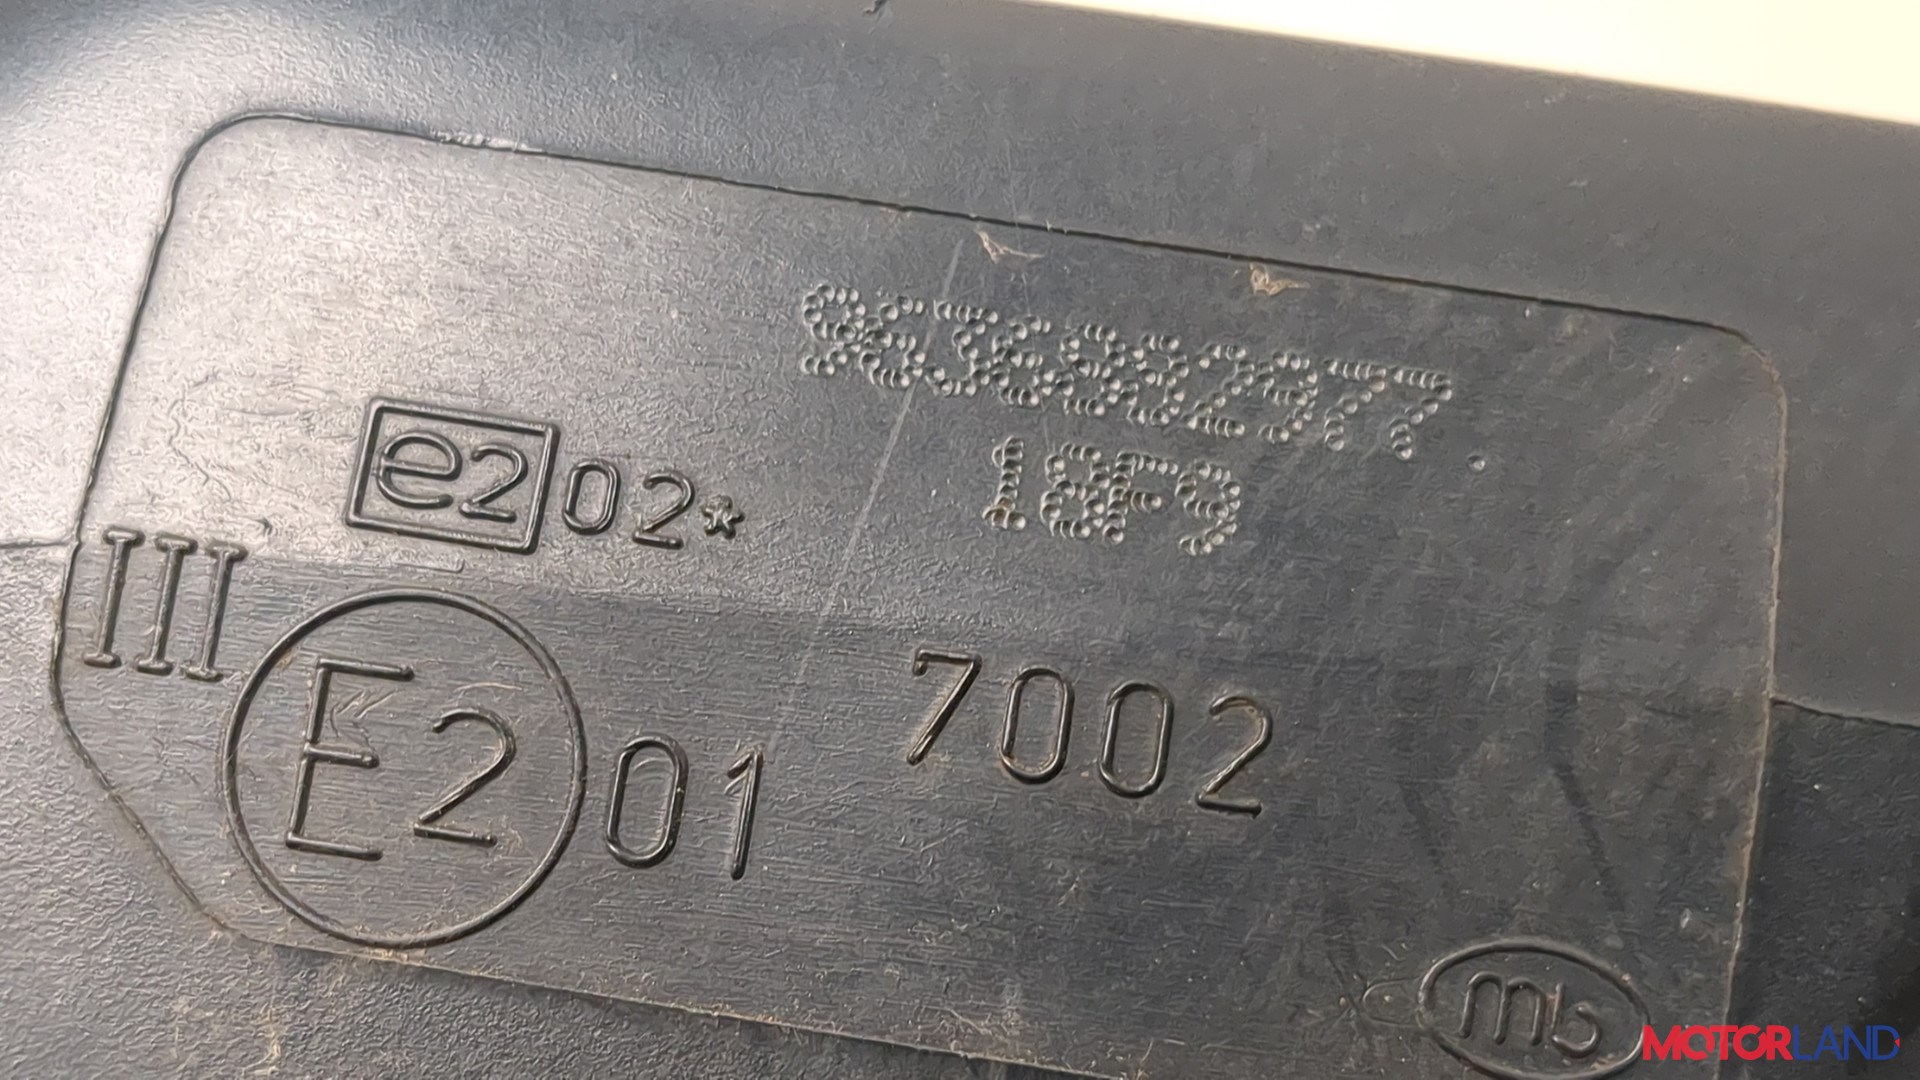 9636882977.
18F9
e2 02*
III E2 01 7002
mb
MOTORLAND